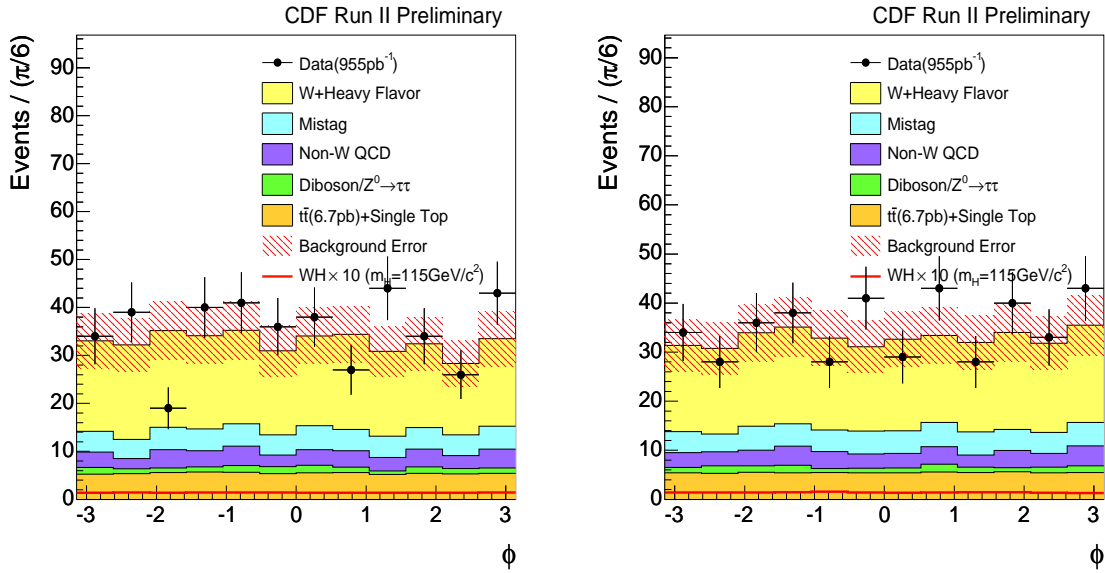 CDF Run II Preliminary
Events / (π/6)
90
80
70
60
50
40
30
20
10
0
Data(955pb⁻¹)
W+Heavy Flavor
Mistag
Non-W QCD
Diboson/Z⁰→ττ
tt̄(6.7pb)+Single Top
Background Error
WH × 10 (m_H=115GeV/c²)
-3 -2 -1 0 1 2 3
ϕ
CDF Run II Preliminary
Events / (π/6)
90
80
70
60
50
40
30
20
10
0
Data(955pb⁻¹)
W+Heavy Flavor
Mistag
Non-W QCD
Diboson/Z⁰→ττ
tt̄(6.7pb)+Single Top
Background Error
WH × 10 (m_H=115GeV/c²)
-3 -2 -1 0 1 2 3
ϕ